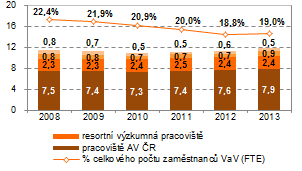 22,4% 21,9% 20,9% 20,0% 18,8% 19,0%
20
16
12
8
4
0
0,8 0,7 0,5 0,5 0,6 0,5
0,8 0,8 0,7 0,7 0,7 0,9
2,3 2,3 2,4 2,5 2,4 2,4
7,5 7,4 7,3 7,4 7,6 7,9
2008 2009 2010 2011 2012 2013
resortní výzkumná pracoviště
pracoviště AV ČR
% celkového počtu zaměstnanců VaV (FTE)